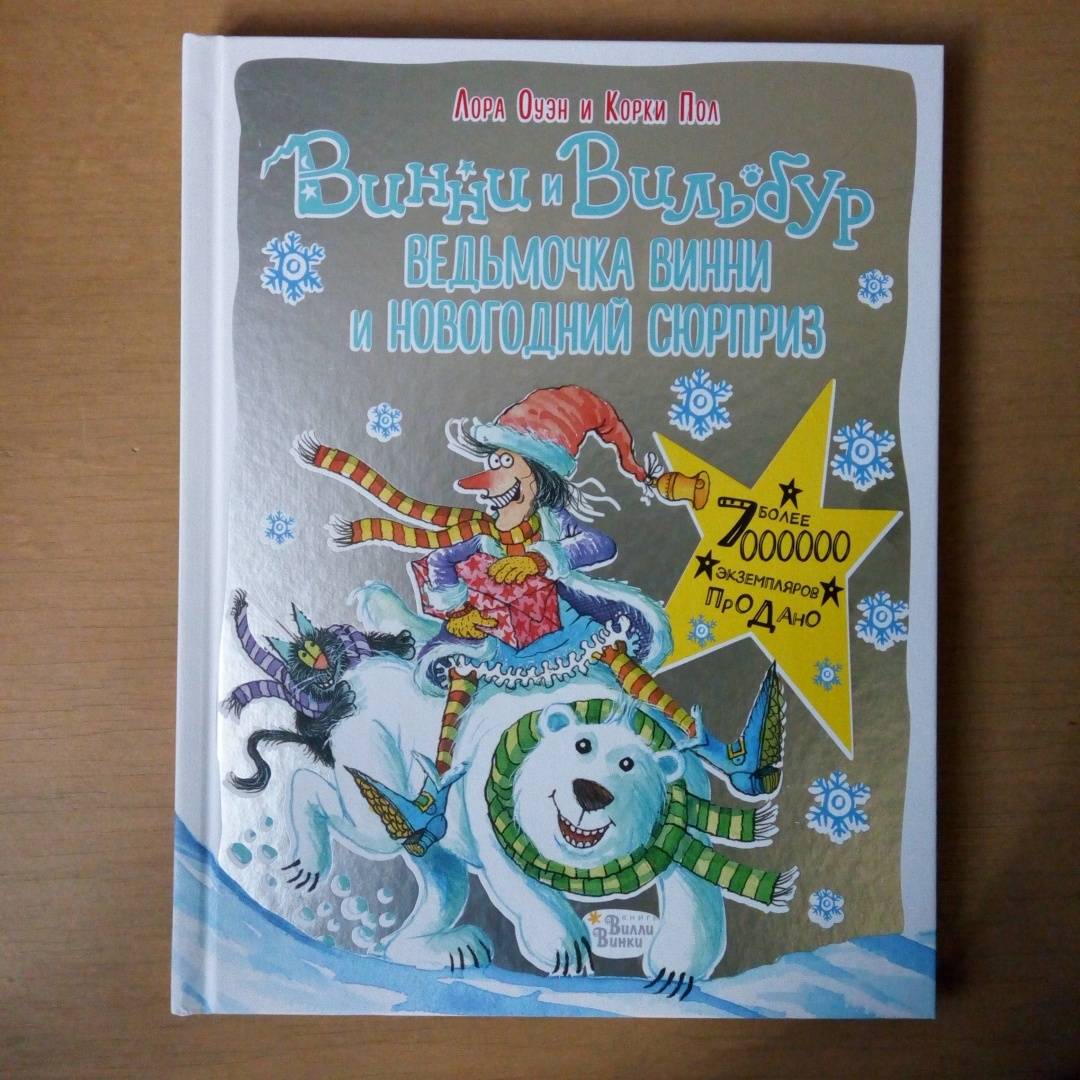 Лора Оуэн и Корки Пол
Винни и Вильбур
ВЕДЬМОЧКА ВИННИ
И НОВОГОДНИЙ СЮРПРИЗ
БОЛЕЕ
7000000
ЭКЗЕМПЛЯРОВ
ПРОДАНО
КНИГИ
Вилли
Винки